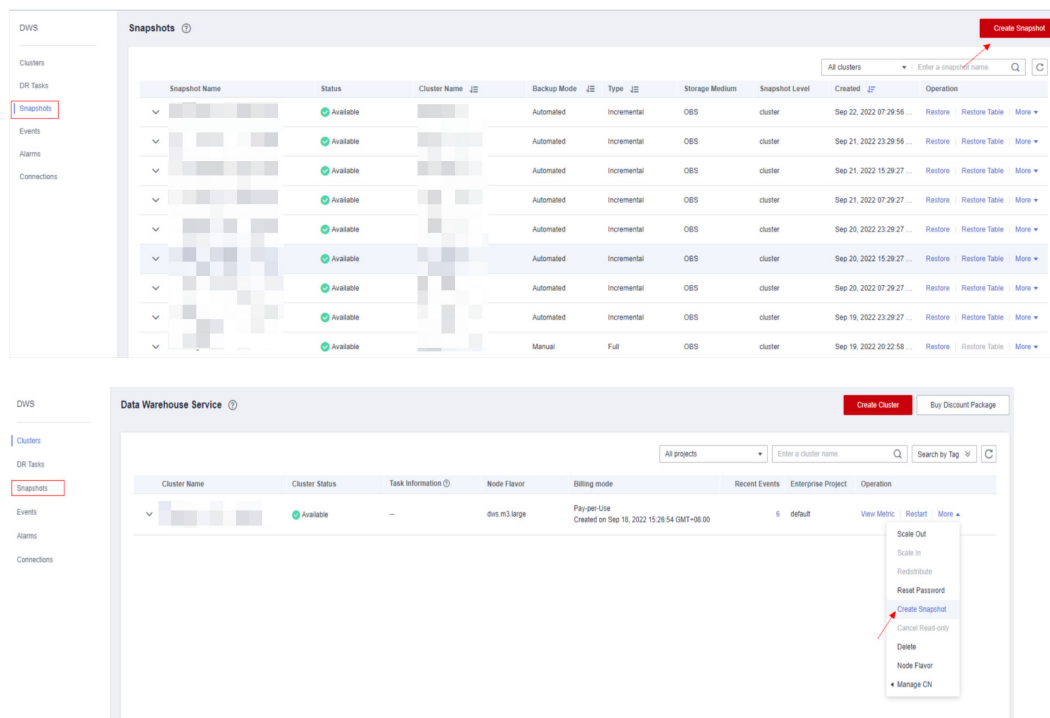 DWS
Snapshots
Create Snapshot
Clusters
DR Tasks
Snapshots
Events
Alarms
Connections
All clusters
Enter a snapshot name.
Snapshot Name Status Cluster Name Backup Mode Type Storage Medium Snapshot Level Created Operation
Available Automated Incremental OBS cluster Sep 22, 2022 07:29:56 ... Restore Restore Table More
Available Automated Incremental OBS cluster Sep 21, 2022 23:29:56 ... Restore Restore Table More
Available Automated Incremental OBS cluster Sep 21, 2022 15:29:27 ... Restore Restore Table More
Available Automated Incremental OBS cluster Sep 21, 2022 07:29:27 ... Restore Restore Table More
Available Automated Incremental OBS cluster Sep 20, 2022 23:29:27 ... Restore Restore Table More
Available Automated Incremental OBS cluster Sep 20, 2022 15:29:27 ... Restore Restore Table More
Available Automated Incremental OBS cluster Sep 20, 2022 07:29:27 ... Restore Restore Table More
Available Automated Incremental OBS cluster Sep 19, 2022 23:29:27 ... Restore Restore Table More
Available Manual Full OBS cluster Sep 19, 2022 20:22:58 ... Restore Restore Table More
DWS
Data Warehouse Service
Create Cluster
Buy Discount Package
Clusters
DR Tasks
Snapshots
Events
Alarms
Connections
All projects
Enter a cluster name.
Search by Tag
Cluster Name Cluster Status Task Information Node Flavor Billing mode Recent Events Enterprise Project Operation
Available -- dws.m3.large Pay-per-Use 6 default View Metric Restart More
Created on Sep 18, 2022 15:26:54 GMT+08:00
Scale Out
Scale In
Redistribute
Reset Password
Create Snapshot
Cancel Read-only
Delete
Node Flavor
Manage CN